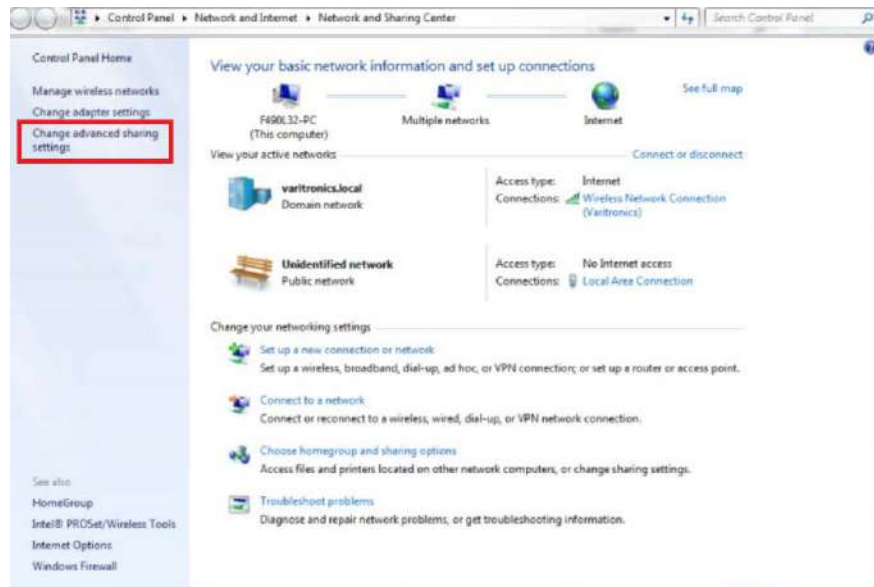 Control Panel ▸ Network and Internet ▸ Network and Sharing Center
Search Control Panel
Control Panel Home
Manage wireless networks
Change adapter settings
Change advanced sharing
settings
See also
HomeGroup
Intel® PROSet/Wireless Tools
Internet Options
Windows Firewall
View your basic network information and set up connections
See full map
F490L32-PC
(This computer)
Multiple networks
Internet
View your active networks
Connect or disconnect
varitronics.local
Domain network
Access type: Internet
Connections: Wireless Network Connection
(Varitronics)
Unidentified network
Public network
Access type: No Internet access
Connections: Local Area Connection
Change your networking settings
Set up a new connection or network
Set up a wireless, broadband, dial-up, ad hoc, or VPN connection; or set up a router or access point.
Connect to a network
Connect or reconnect to a wireless, wired, dial-up, or VPN network connection.
Choose homegroup and sharing options
Access files and printers located on other network computers, or change sharing settings.
Troubleshoot problems
Diagnose and repair network problems, or get troubleshooting information.